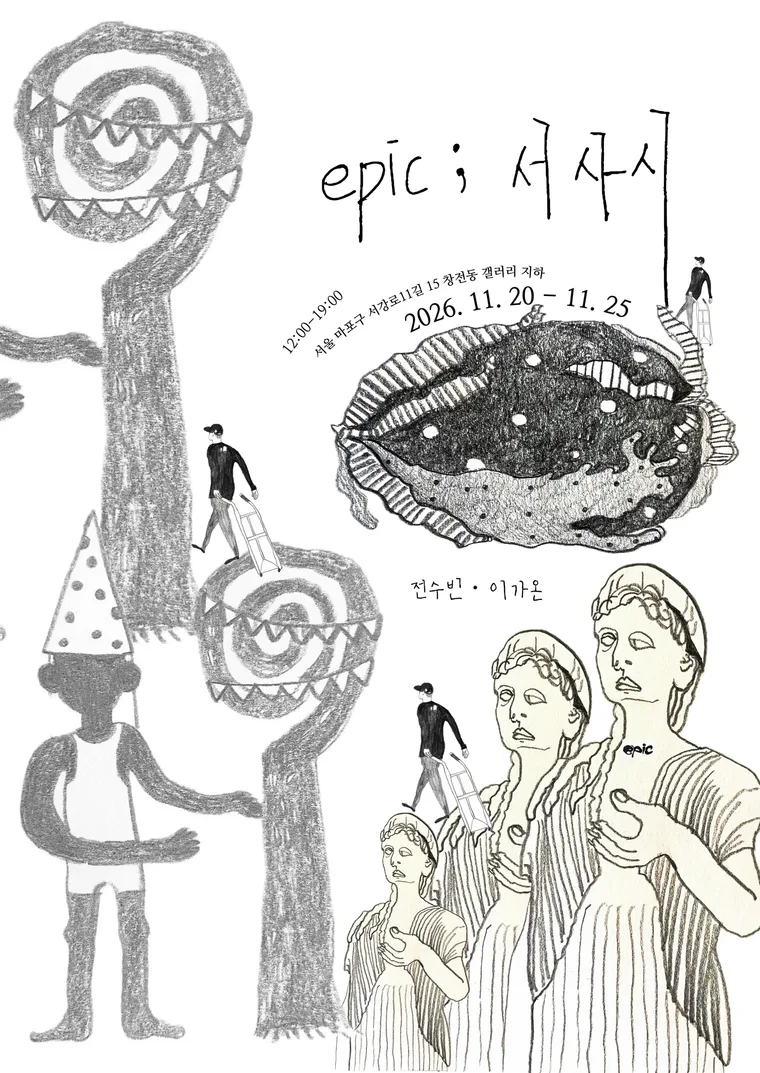 epic ; 서사시
12:00-19:00
서울 마포구 서강로11길 15 창전동 갤러리 지하
2026. 11. 20 – 11. 25
전수빈 · 이가온
epic